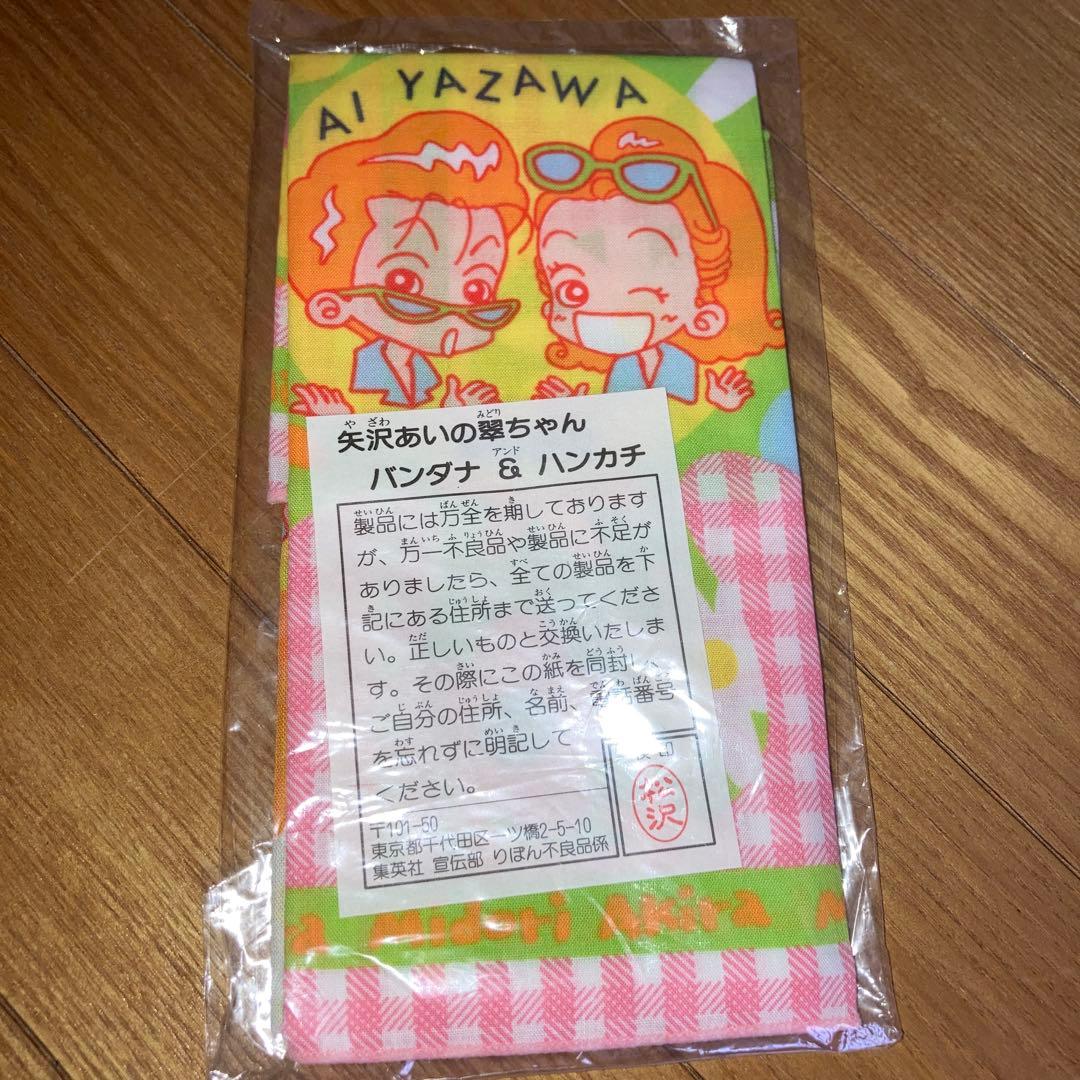 AI YAZAWA
矢沢あいの翠ちゃん
バンダナ & ハンカチ
製品には万全を期しております
が、万一不良品や製品に不足が
ありましたら、全ての製品を下
記にある住所まで送ってくださ
い。正しいものと交換いたしま
す。その際にこの紙を同封し、
ご自分の住所、名前、電話番号
を忘れずに明記して
ください。
検印
松沢
〒101-50
東京都千代田区一ツ橋2-5-10
集英社 宣伝部 りぼん不良品係